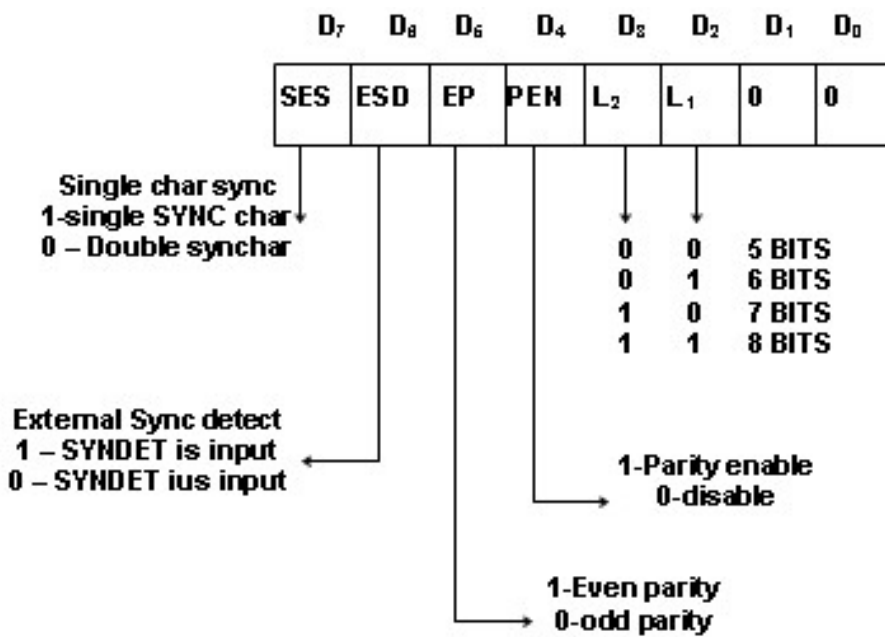 D₇ D₆ D₅ D₄ D₃ D₂ D₁ D₀
SES ESD EP PEN L₂ L₁ 0 0
Single char sync
1-single SYNC char
0 – Double synchar
0 0 5 BITS
0 1 6 BITS
1 0 7 BITS
1 1 8 BITS
External Sync detect
1 – SYNDET is input
0 – SYNDET ius input
1-Parity enable
0-disable
1-Even parity
0-odd parity